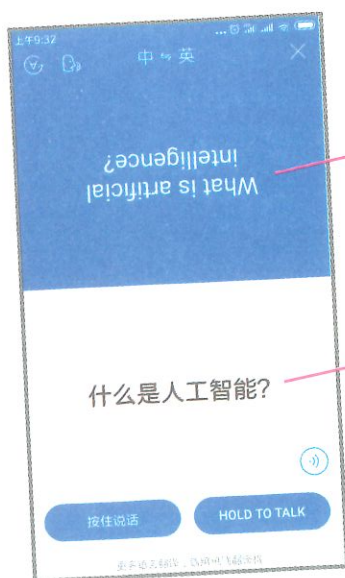 上午9:32
中 ⇋ 英
What is artificial
intelligence?
什么是人工智能?
按住说话
HOLD TO TALK